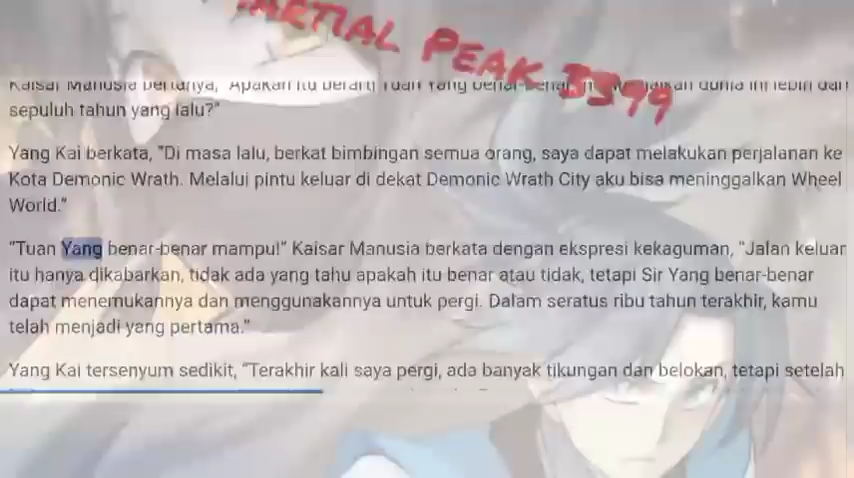 MARTIAL PEAK 3399
Kaisar Manusia bertanya, "Apakah itu berarti Tuan Yang benar-benar dunia ini lebih dari
sepuluh tahun yang lalu?"
Yang Kai berkata, "Di masa lalu, berkat bimbingan semua orang, saya dapat melakukan perjalanan ke
Kota Demonic Wrath. Melalui pintu keluar di dekat Demonic Wrath City aku bisa meninggalkan Wheel
World."
"Tuan Yang benar-benar mampu!" Kaisar Manusia berkata dengan ekspresi kekaguman, "Jalan keluar
itu hanya dikabarkan, tidak ada yang tahu apakah itu benar atau tidak, tetapi Sir Yang benar-benar
dapat menemukannya dan menggunakannya untuk pergi. Dalam seratus ribu tahun terakhir, kamu
telah menjadi yang pertama."
Yang Kai tersenyum sedikit, "Terakhir kali saya pergi, ada banyak tikungan dan belokan, tetapi setelah